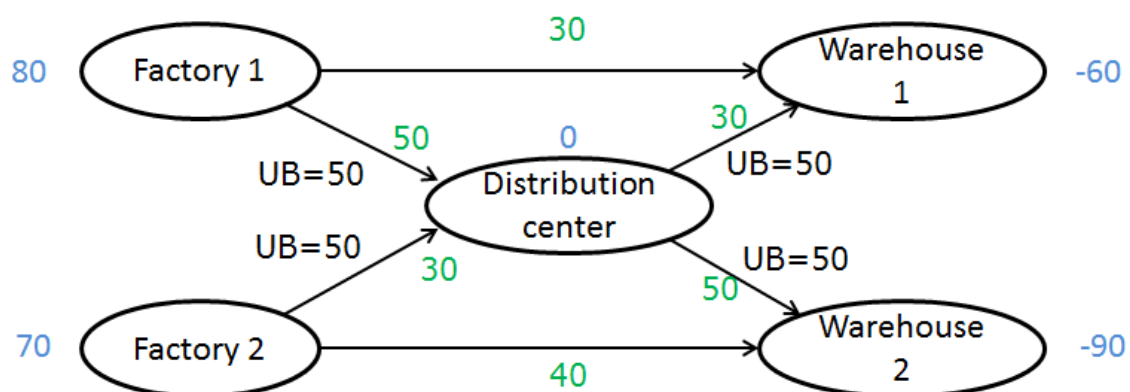 30
80
Factory 1
Warehouse
1
-60
50
0
30
UB=50
UB=50
Distribution
center
UB=50
30
UB=50
50
70
Factory 2
Warehouse
2
-90
40